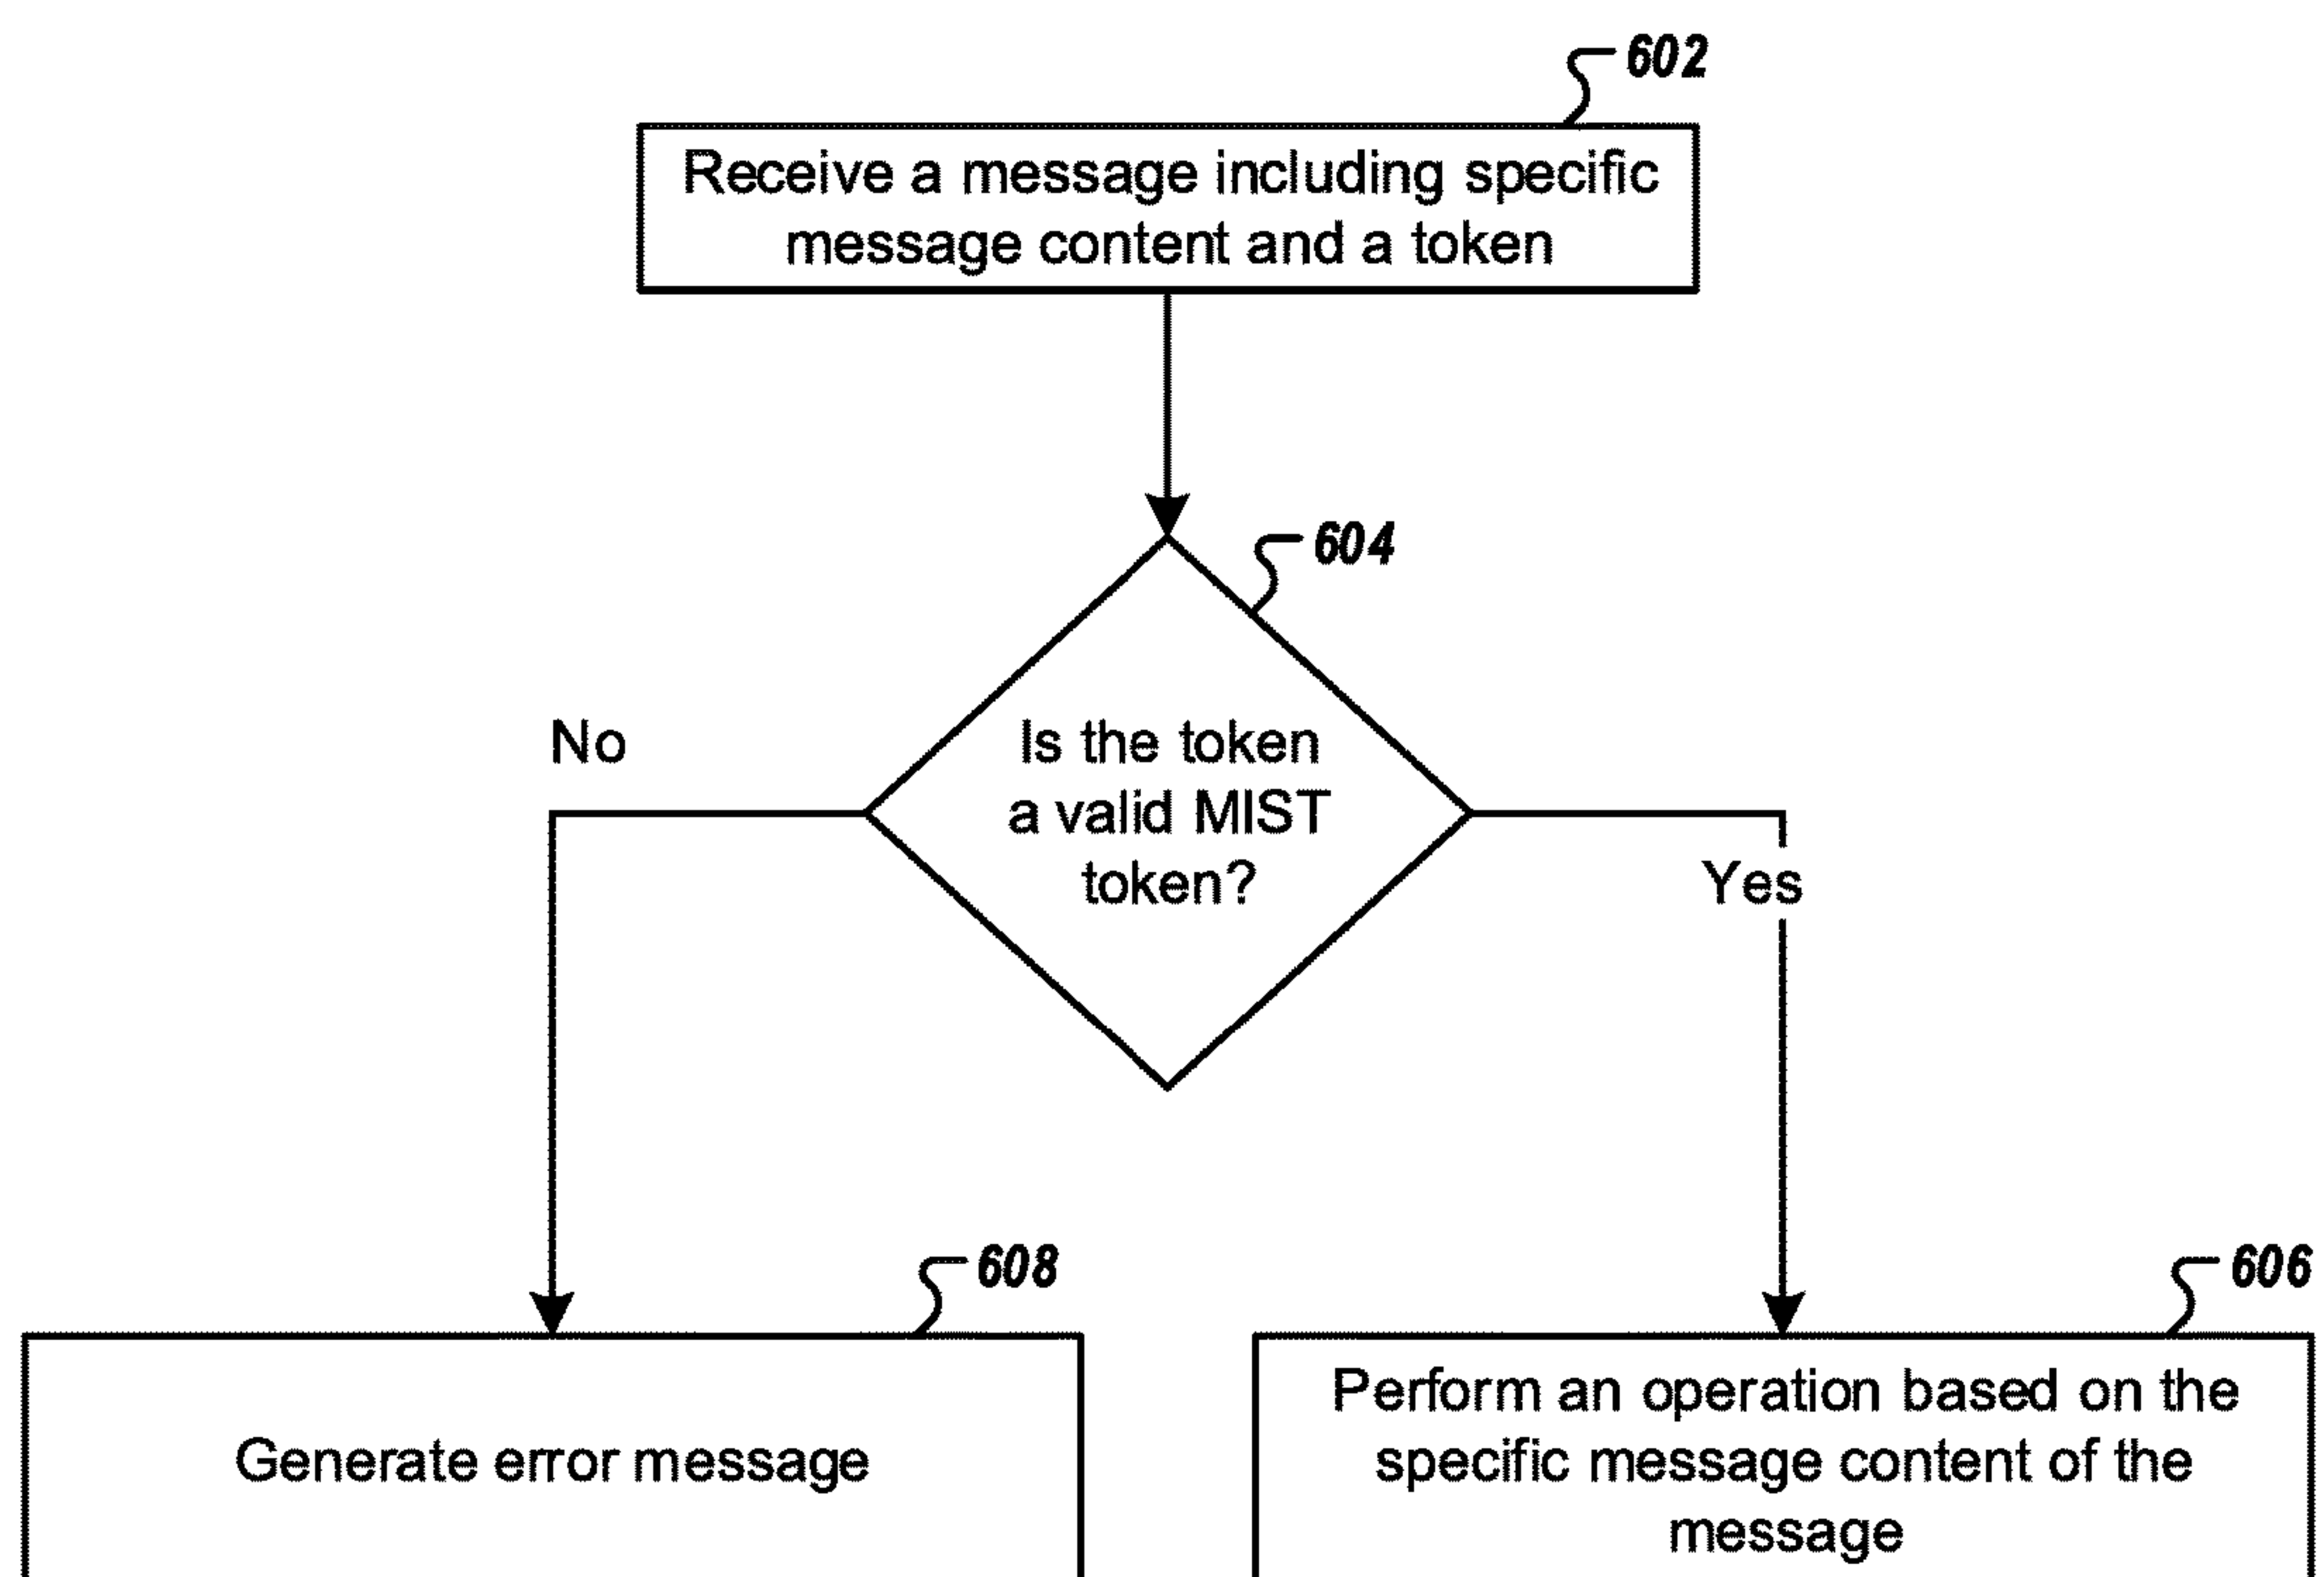 602
Receive a message including specific
message content and a token
604
Is the token
a valid MIST
token?
No
Yes
608
Generate error message
606
Perform an operation based on the
specific message content of the
message